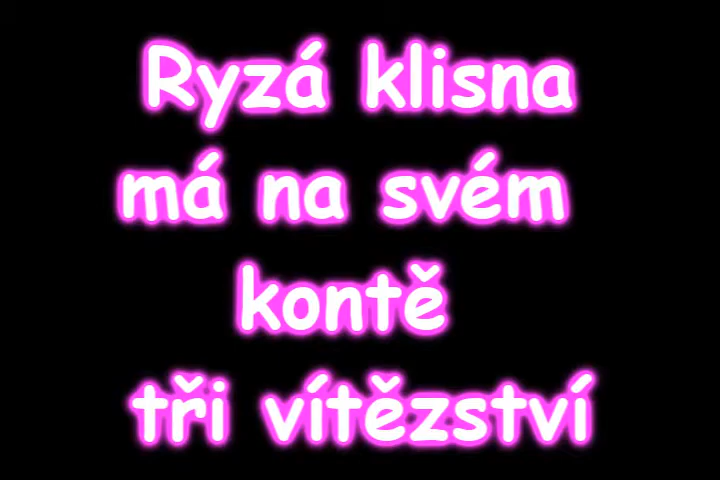 Ryzá klisna
má na svém
kontě
tři vítězství